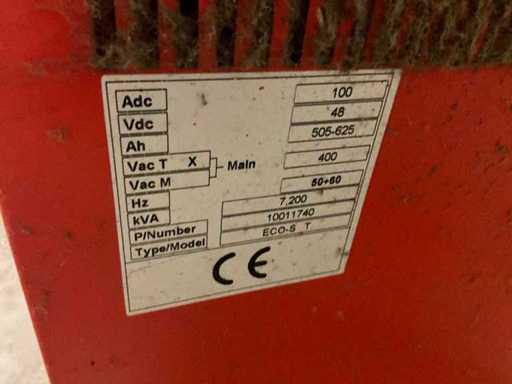 Adc 100
Vdc 48
Ah 505-625
Vac T X Main 400
Vac M
Hz 50÷60
kVA 7,200
P/Number 10011740
Type/Model ECO-S T
CE